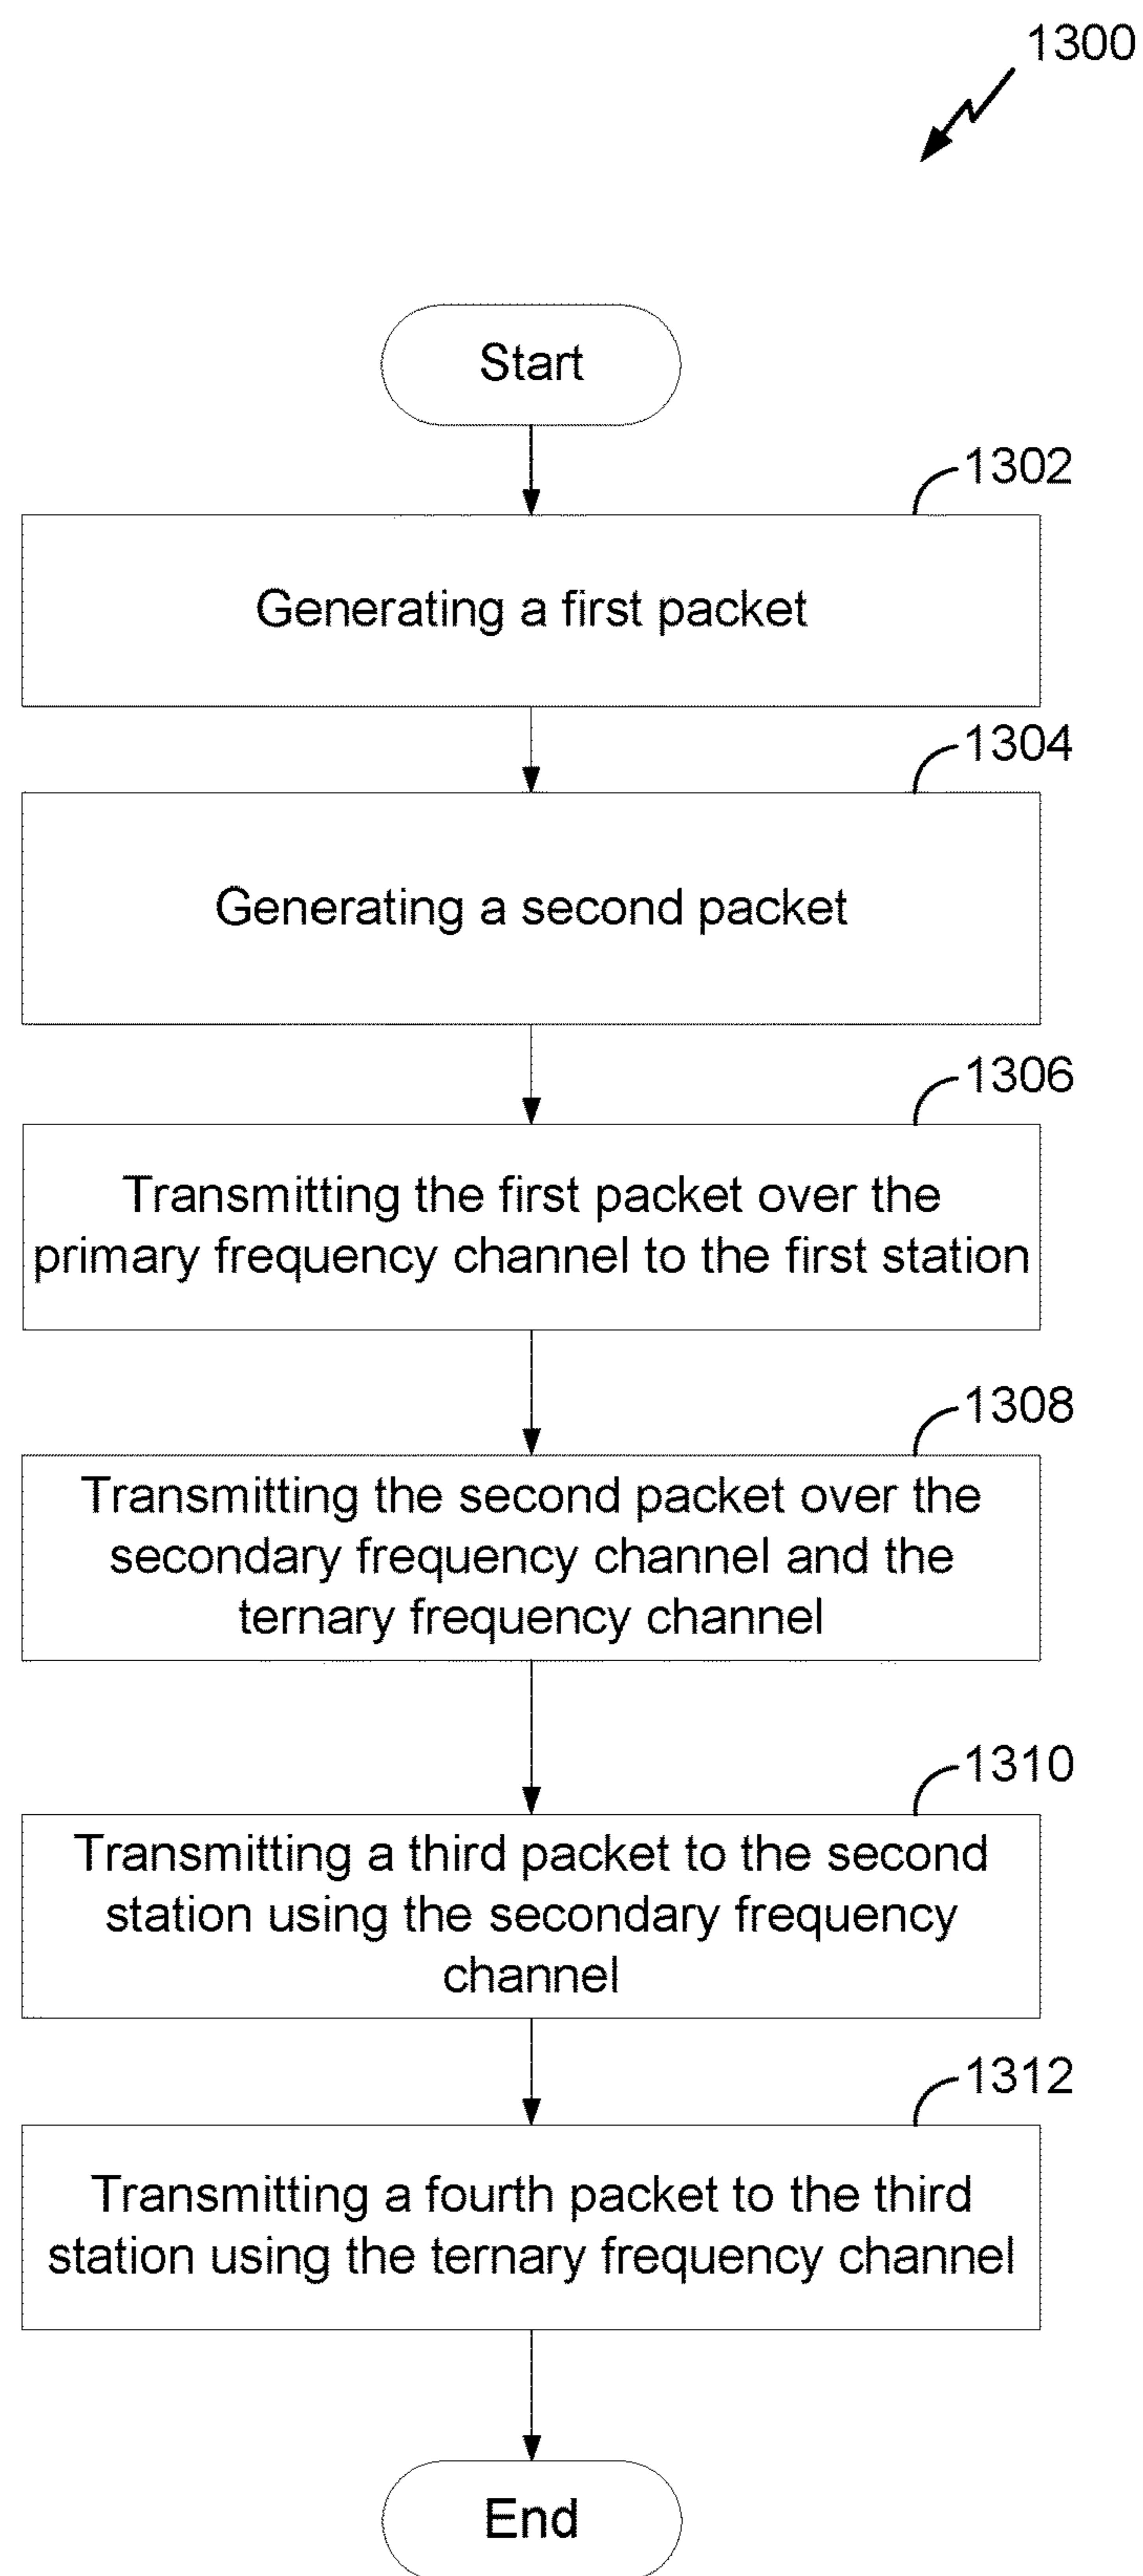 1300
Start
1302
Generating a first packet
1304
Generating a second packet
1306
Transmitting the first packet over the
primary frequency channel to the first station
1308
Transmitting the second packet over the
secondary frequency channel and the
ternary frequency channel
1310
Transmitting a third packet to the second
station using the secondary frequency
channel
1312
Transmitting a fourth packet to the third
station using the ternary frequency channel
End